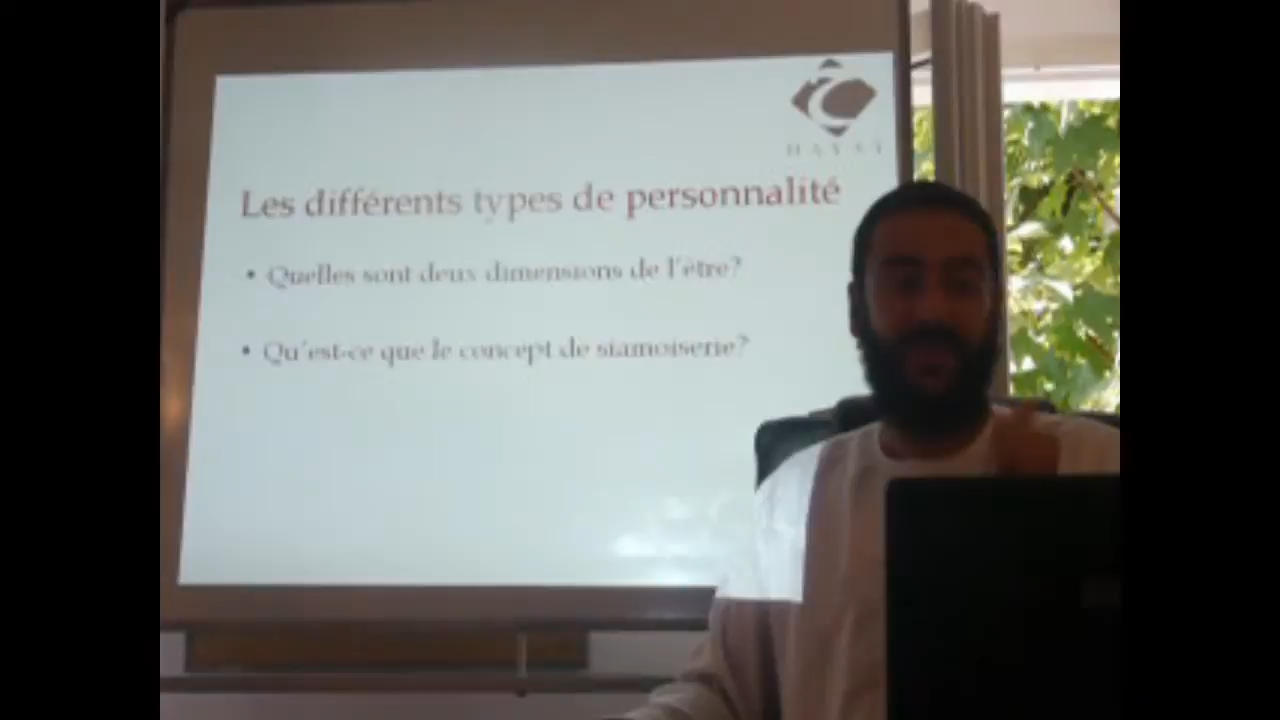 HAYAT
Les différents types de personnalité
• Quelles sont deux dimensions de l'être?
• Qu'est-ce que le concept de siamoiserie?